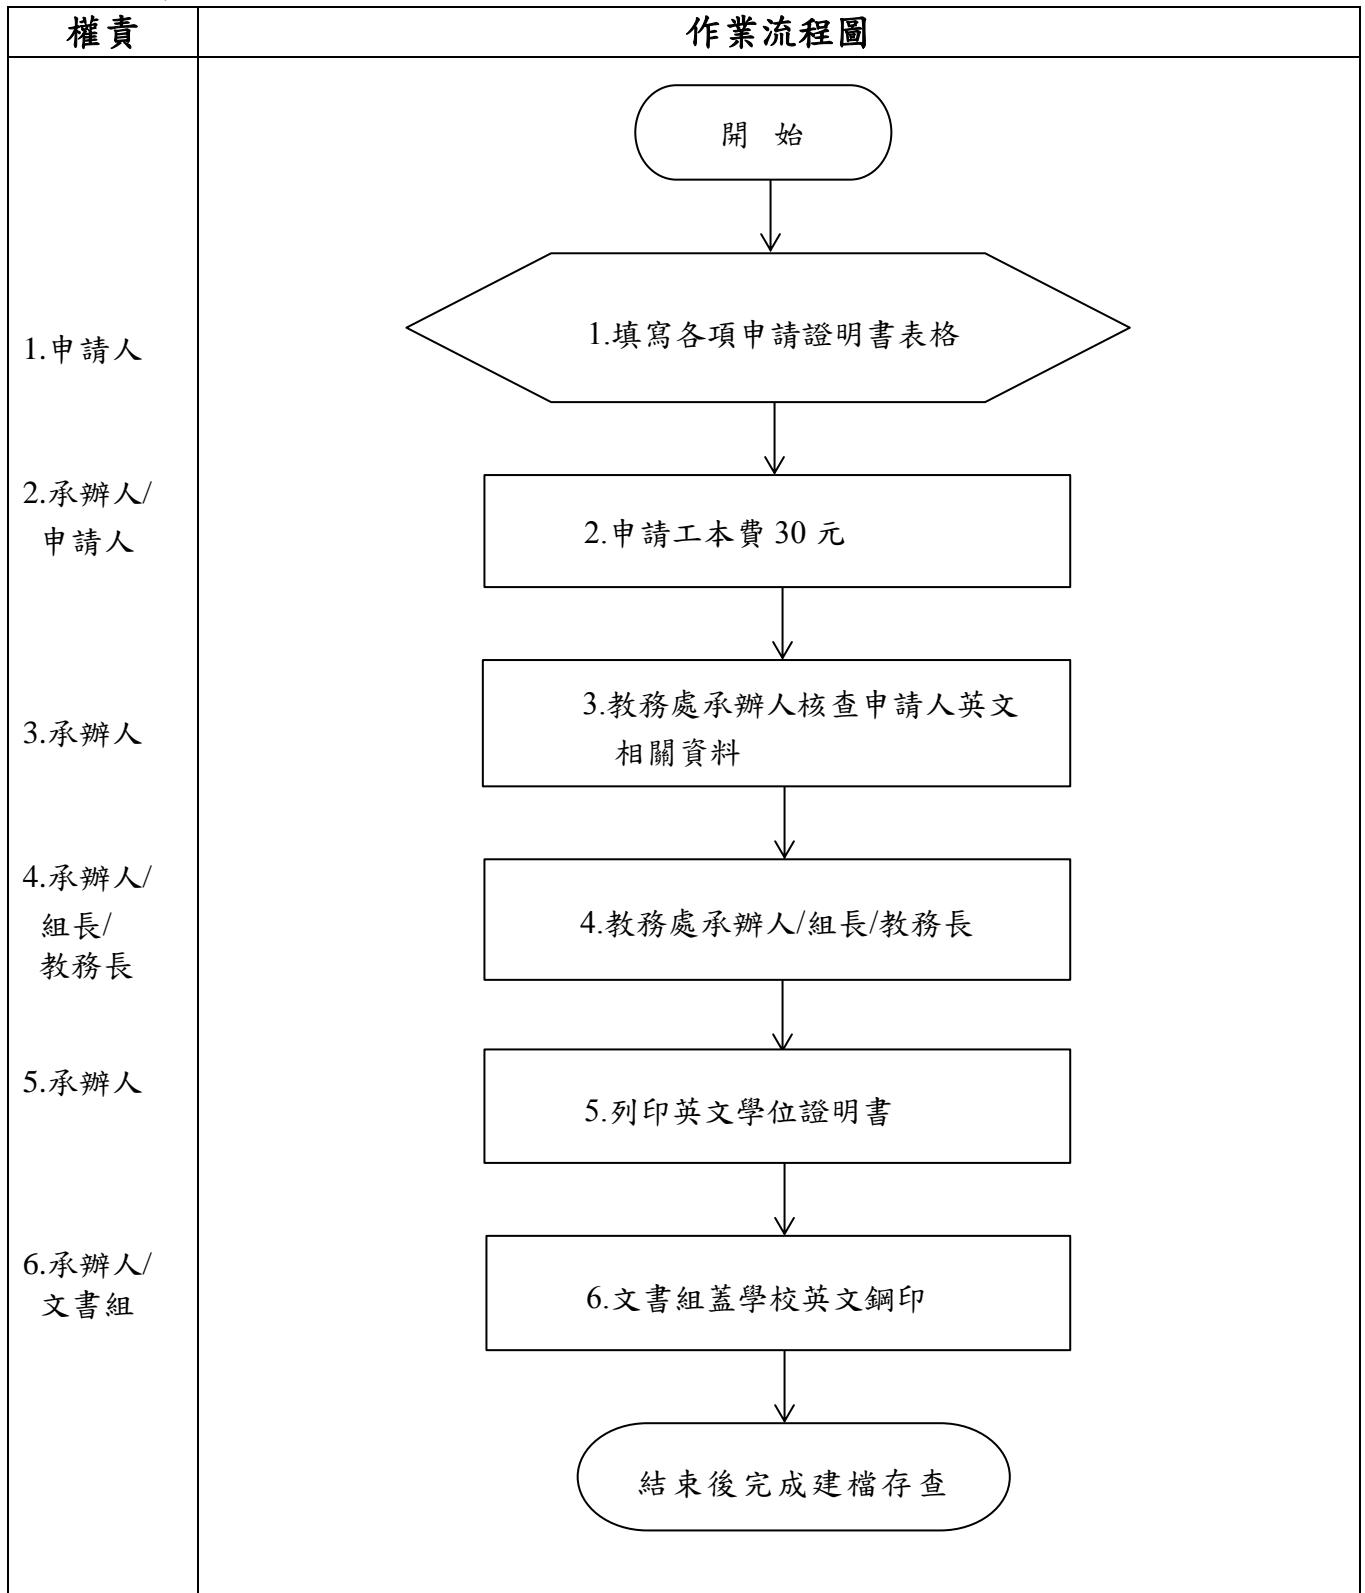 權責
作業流程圖
開 始
1.申請人
1.填寫各項申請證明書表格
2.承辦人/
申請人
2.申請工本費 30 元
3.承辦人
3.教務處承辦人核查申請人英文
相關資料
4.承辦人/
組長/
教務長
4.教務處承辦人/組長/教務長
5.承辦人
5.列印英文學位證明書
6.承辦人/
文書組
6.文書組蓋學校英文鋼印
結束後完成建檔存查